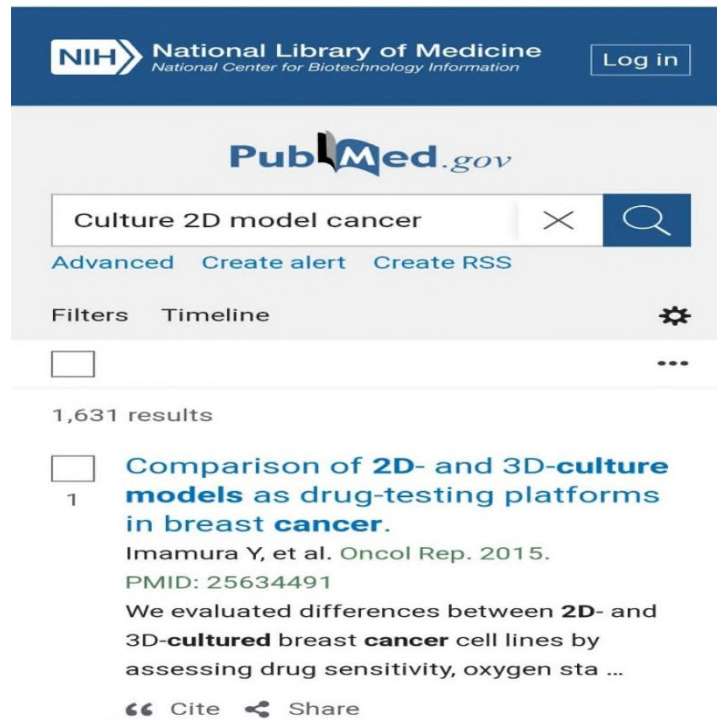 NIH National Library of Medicine
National Center for Biotechnology Information
Log in
PubMed.gov
Culture 2D model cancer
Advanced Create alert Create RSS
Filters Timeline
1,631 results
Comparison of 2D- and 3D-culture
1 models as drug-testing platforms
in breast cancer.
Imamura Y, et al. Oncol Rep. 2015.
PMID: 25634491
We evaluated differences between 2D- and
3D-cultured breast cancer cell lines by
assessing drug sensitivity, oxygen sta ...
Cite Share